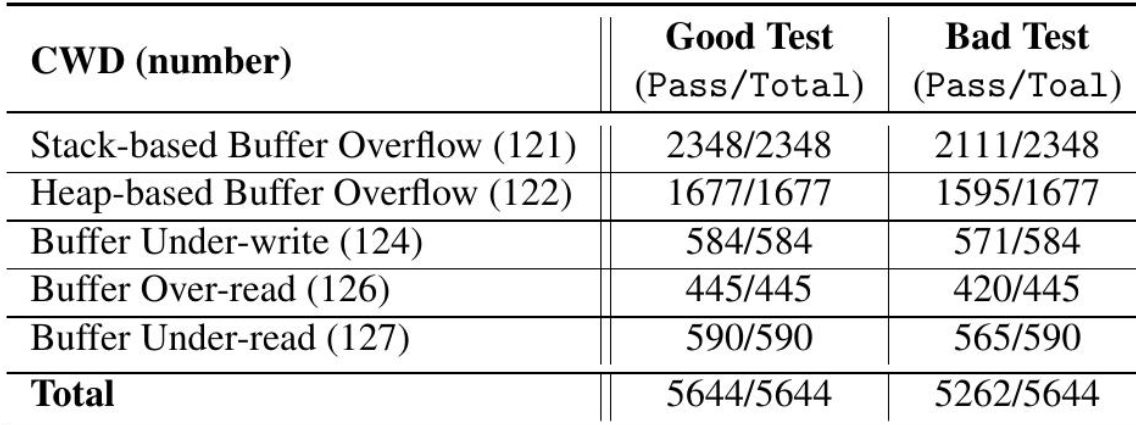 CWD (number) Good Test Bad Test
(Pass/Total) (Pass/Toal)
Stack-based Buffer Overflow (121) 2348/2348 2111/2348
Heap-based Buffer Overflow (122) 1677/1677 1595/1677
Buffer Under-write (124) 584/584 571/584
Buffer Over-read (126) 445/445 420/445
Buffer Under-read (127) 590/590 565/590
Total 5644/5644 5262/5644